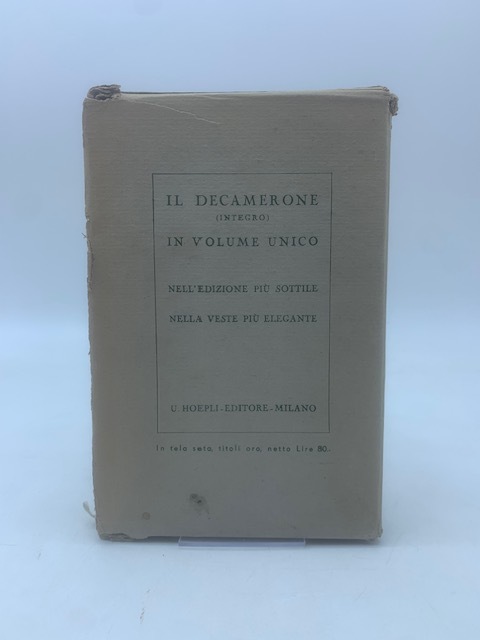 IL DECAMERONE
(INTEGRO)
IN VOLUME UNICO
NELL'EDIZIONE PIÙ SOTTILE
NELLA VESTE PIÙ ELEGANTE
U. HOEPLI-EDITORE-MILANO
In tela seta, titoli oro, netto Lire 80.-